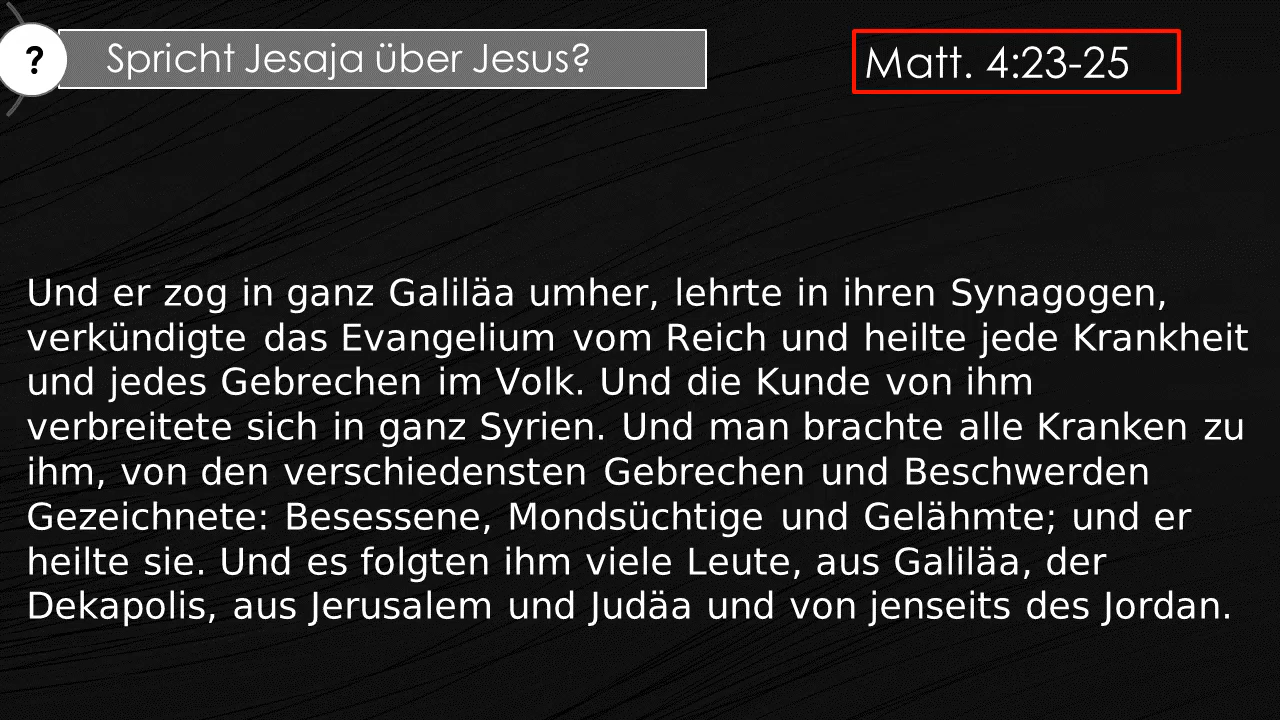 ?
Spricht Jesaja über Jesus?
Matt. 4:23-25
Und er zog in ganz Galiläa umher, lehrte in ihren Synagogen,
verkündigte das Evangelium vom Reich und heilte jede Krankheit
und jedes Gebrechen im Volk. Und die Kunde von ihm
verbreitete sich in ganz Syrien. Und man brachte alle Kranken zu
ihm, von den verschiedensten Gebrechen und Beschwerden
Gezeichnete: Besessene, Mondsüchtige und Gelähmte; und er
heilte sie. Und es folgten ihm viele Leute, aus Galiläa, der
Dekapolis, aus Jerusalem und Judäa und von jenseits des Jordan.